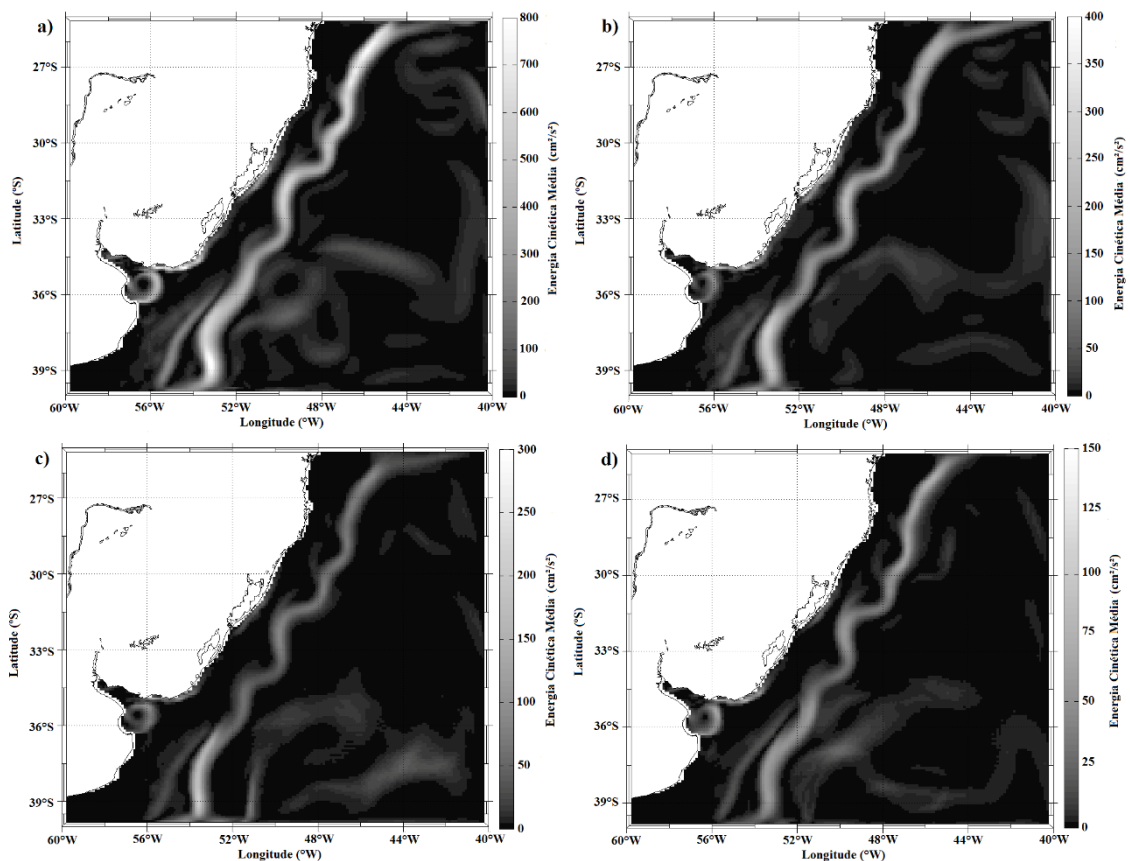 a)
27°S
30°S
33°S
36°S
39°S
Latitude (°S)
60°W 56°W 52°W 48°W 44°W 40°W
Longitude (°W)
800
700
600
500
400
300
200
100
0
Energia Cinética Média (cm²/s²)
b)
27°S
30°S
33°S
36°S
39°S
Latitude (°S)
60°W 56°W 52°W 48°W 44°W 40°W
Longitude (°W)
400
350
300
250
200
150
100
50
0
Energia Cinética Média (cm²/s²)
c)
27°S
30°S
33°S
36°S
39°S
Latitude (°S)
60°W 56°W 52°W 48°W 44°W 40°W
Longitude (°W)
300
250
200
150
100
50
0
Energia Cinética Média (cm²/s²)
d)
27°S
30°S
33°S
36°S
39°S
Latitude (°S)
60°W 56°W 52°W 48°W 44°W 40°W
Longitude (°W)
150
125
100
75
50
25
0
Energia Cinética Média (cm²/s²)